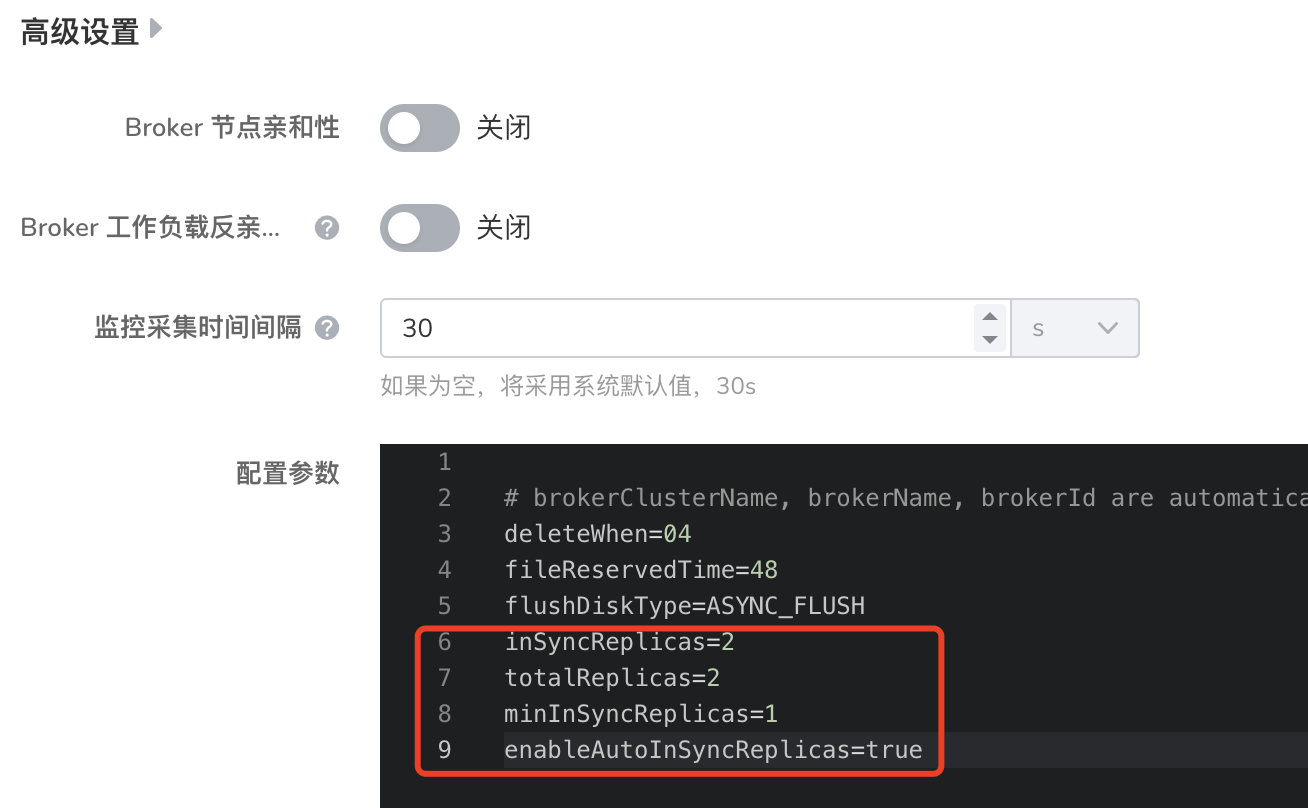 高级设置
Broker 节点亲和性 关闭
Broker 工作负载反亲... 关闭
监控采集时间间隔 30 s
如果为空，将采用系统默认值，30s
配置参数
1
2 # brokerClusterName, brokerName, brokerId are automatica
3 deleteWhen=04
4 fileReservedTime=48
5 flushDiskType=ASYNC_FLUSH
6 inSyncReplicas=2
7 totalReplicas=2
8 minInSyncReplicas=1
9 enableAutoInSyncReplicas=true